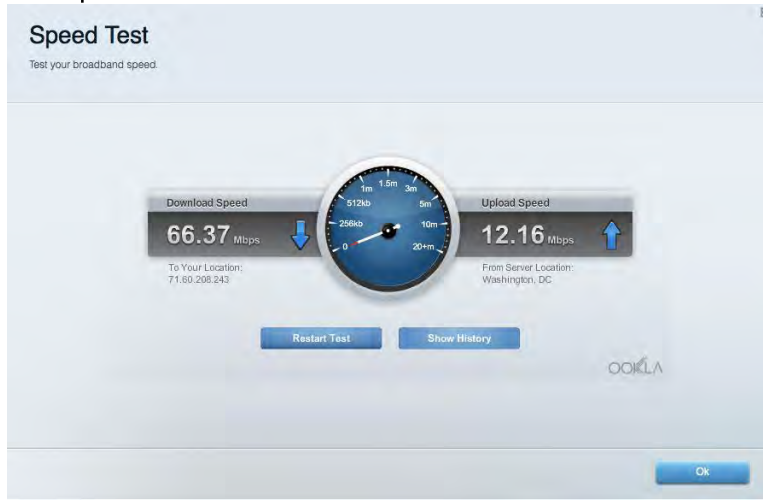 Speed Test
Test your broadband speed.
1m 1.5m 3m
512kb 5m
256kb 10m
0 20+m
Download Speed
66.37 Mbps
To Your Location:
71.60.208.243
Upload Speed
12.16 Mbps
From Server Location:
Washington, DC
Restart Test Show History
OOKLA
Ok